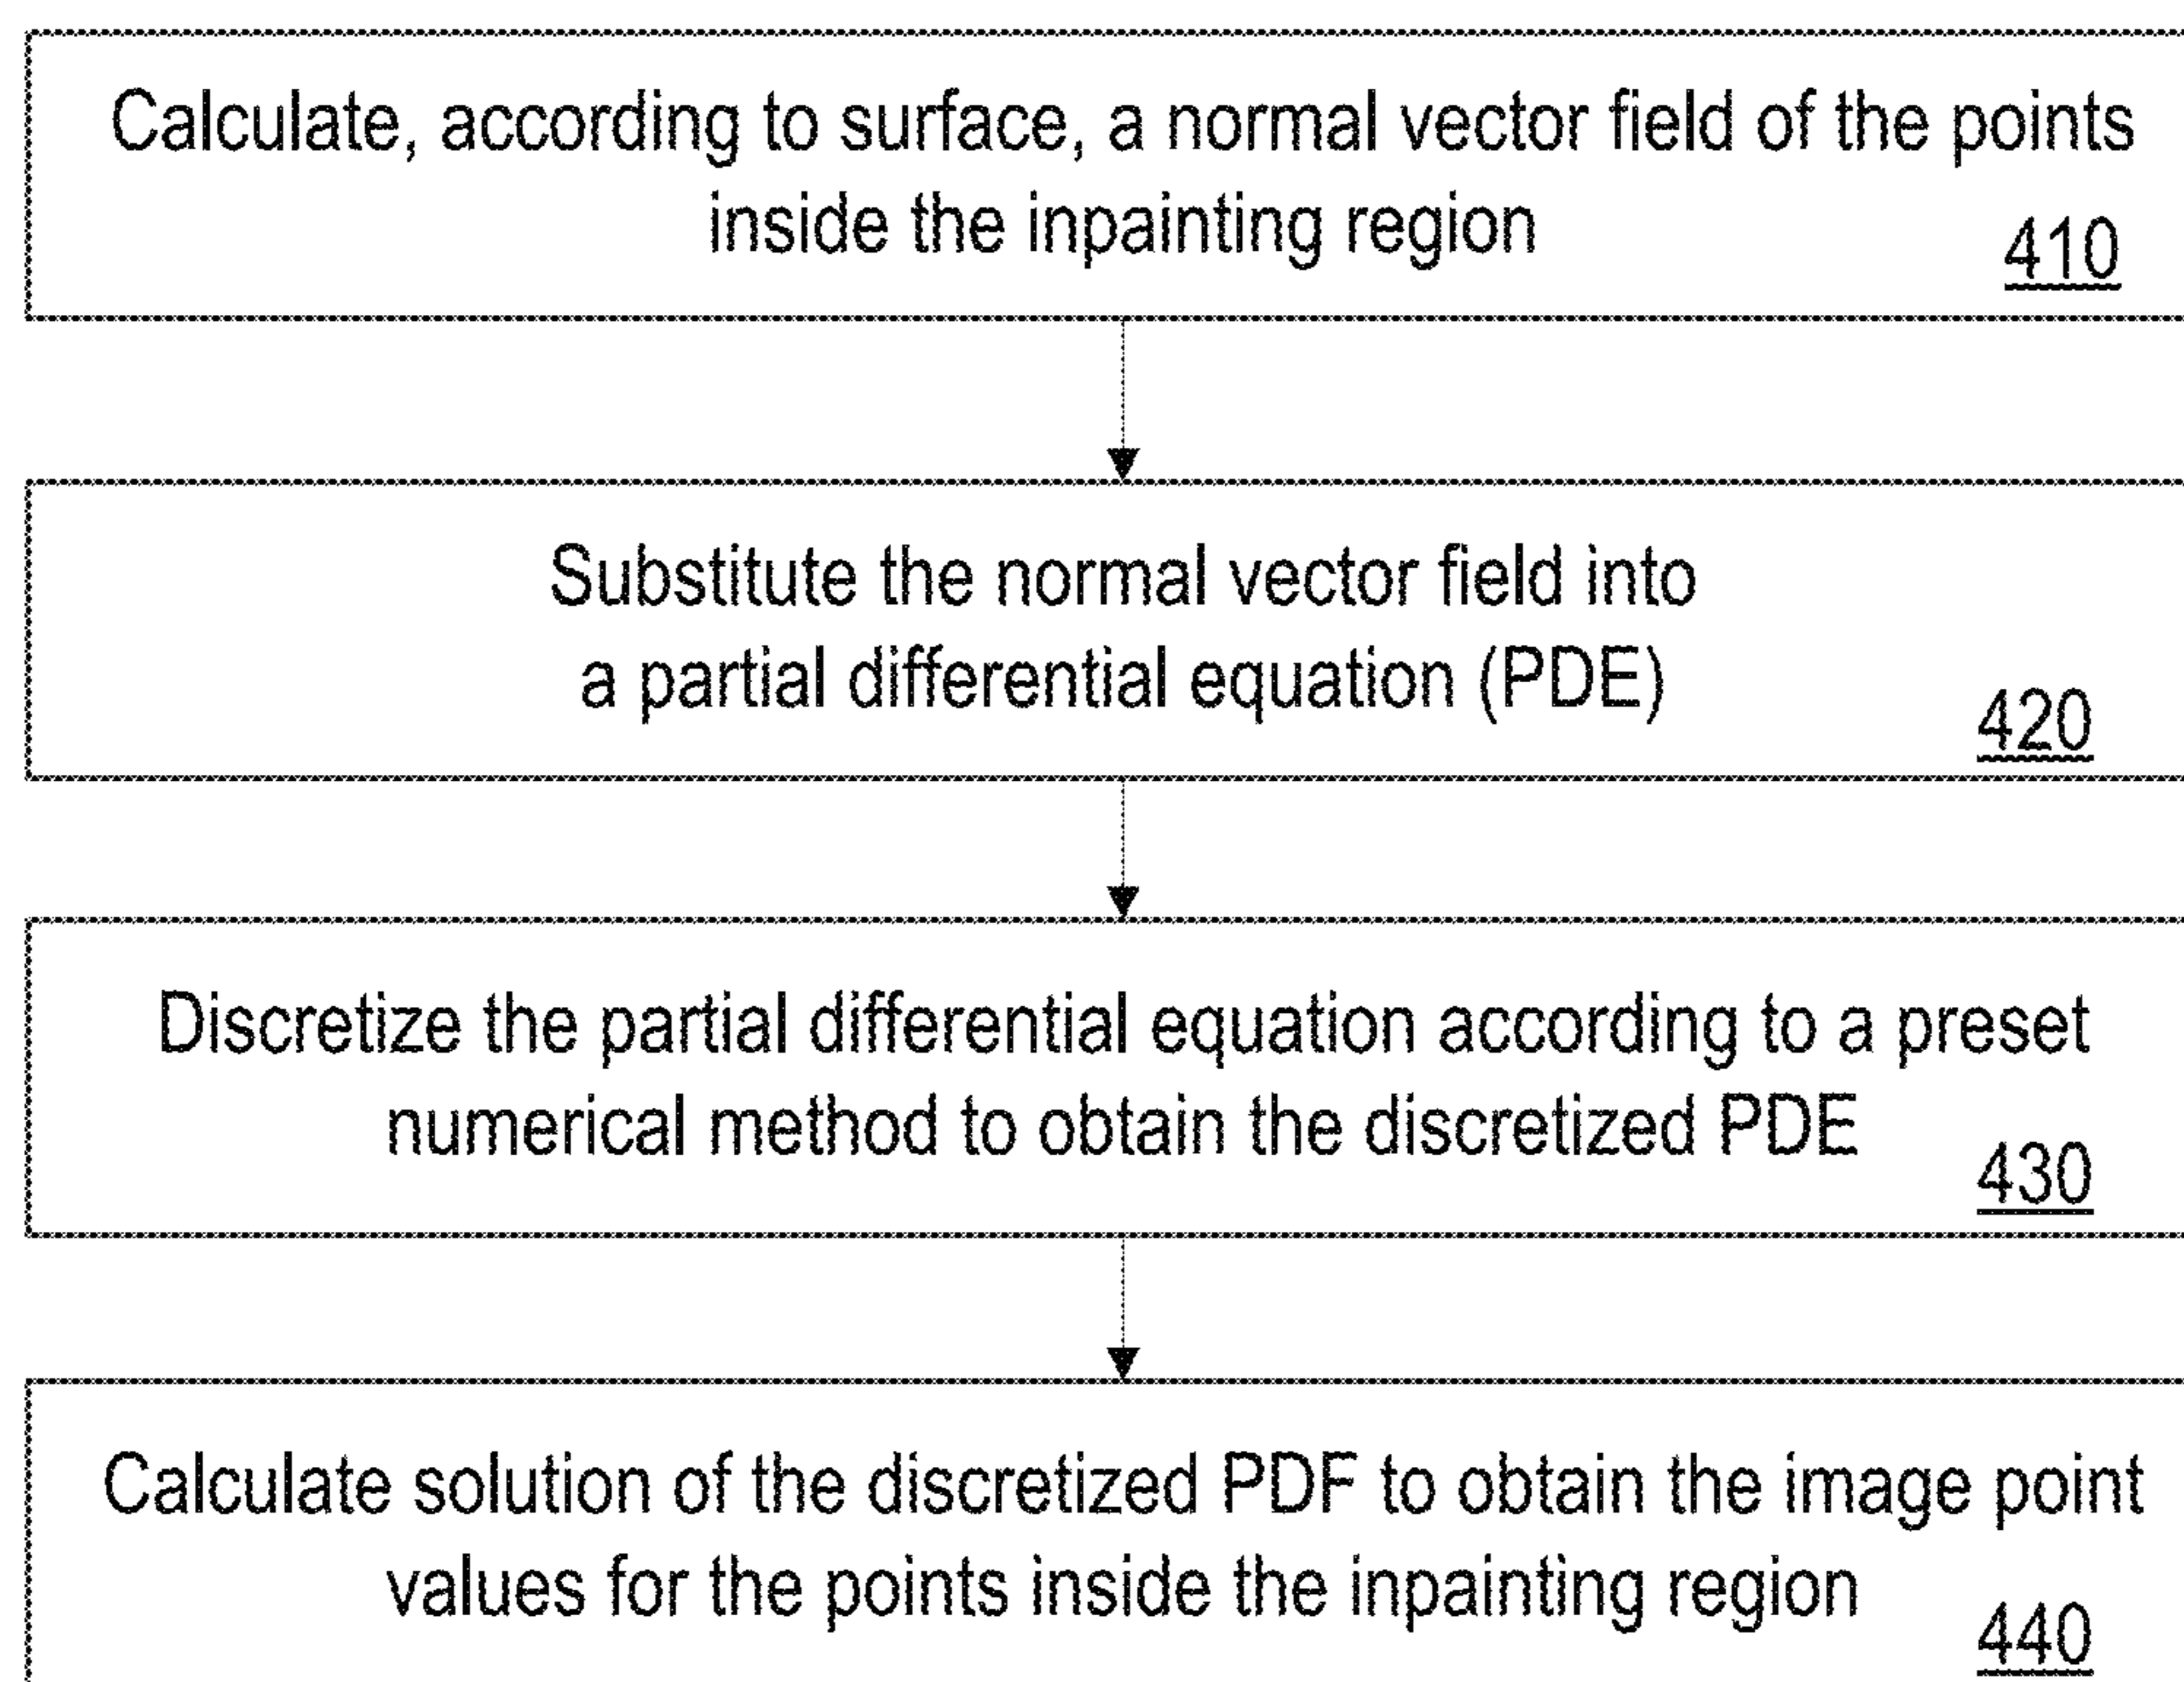 Calculate, according to surface, a normal vector field of the points
inside the inpainting region
410
Substitute the normal vector field into
a partial differential equation (PDE)
420
Discretize the partial differential equation according to a preset
numerical method to obtain the discretized PDE
430
Calculate solution of the discretized PDF to obtain the image point
values for the points inside the inpainting region
440